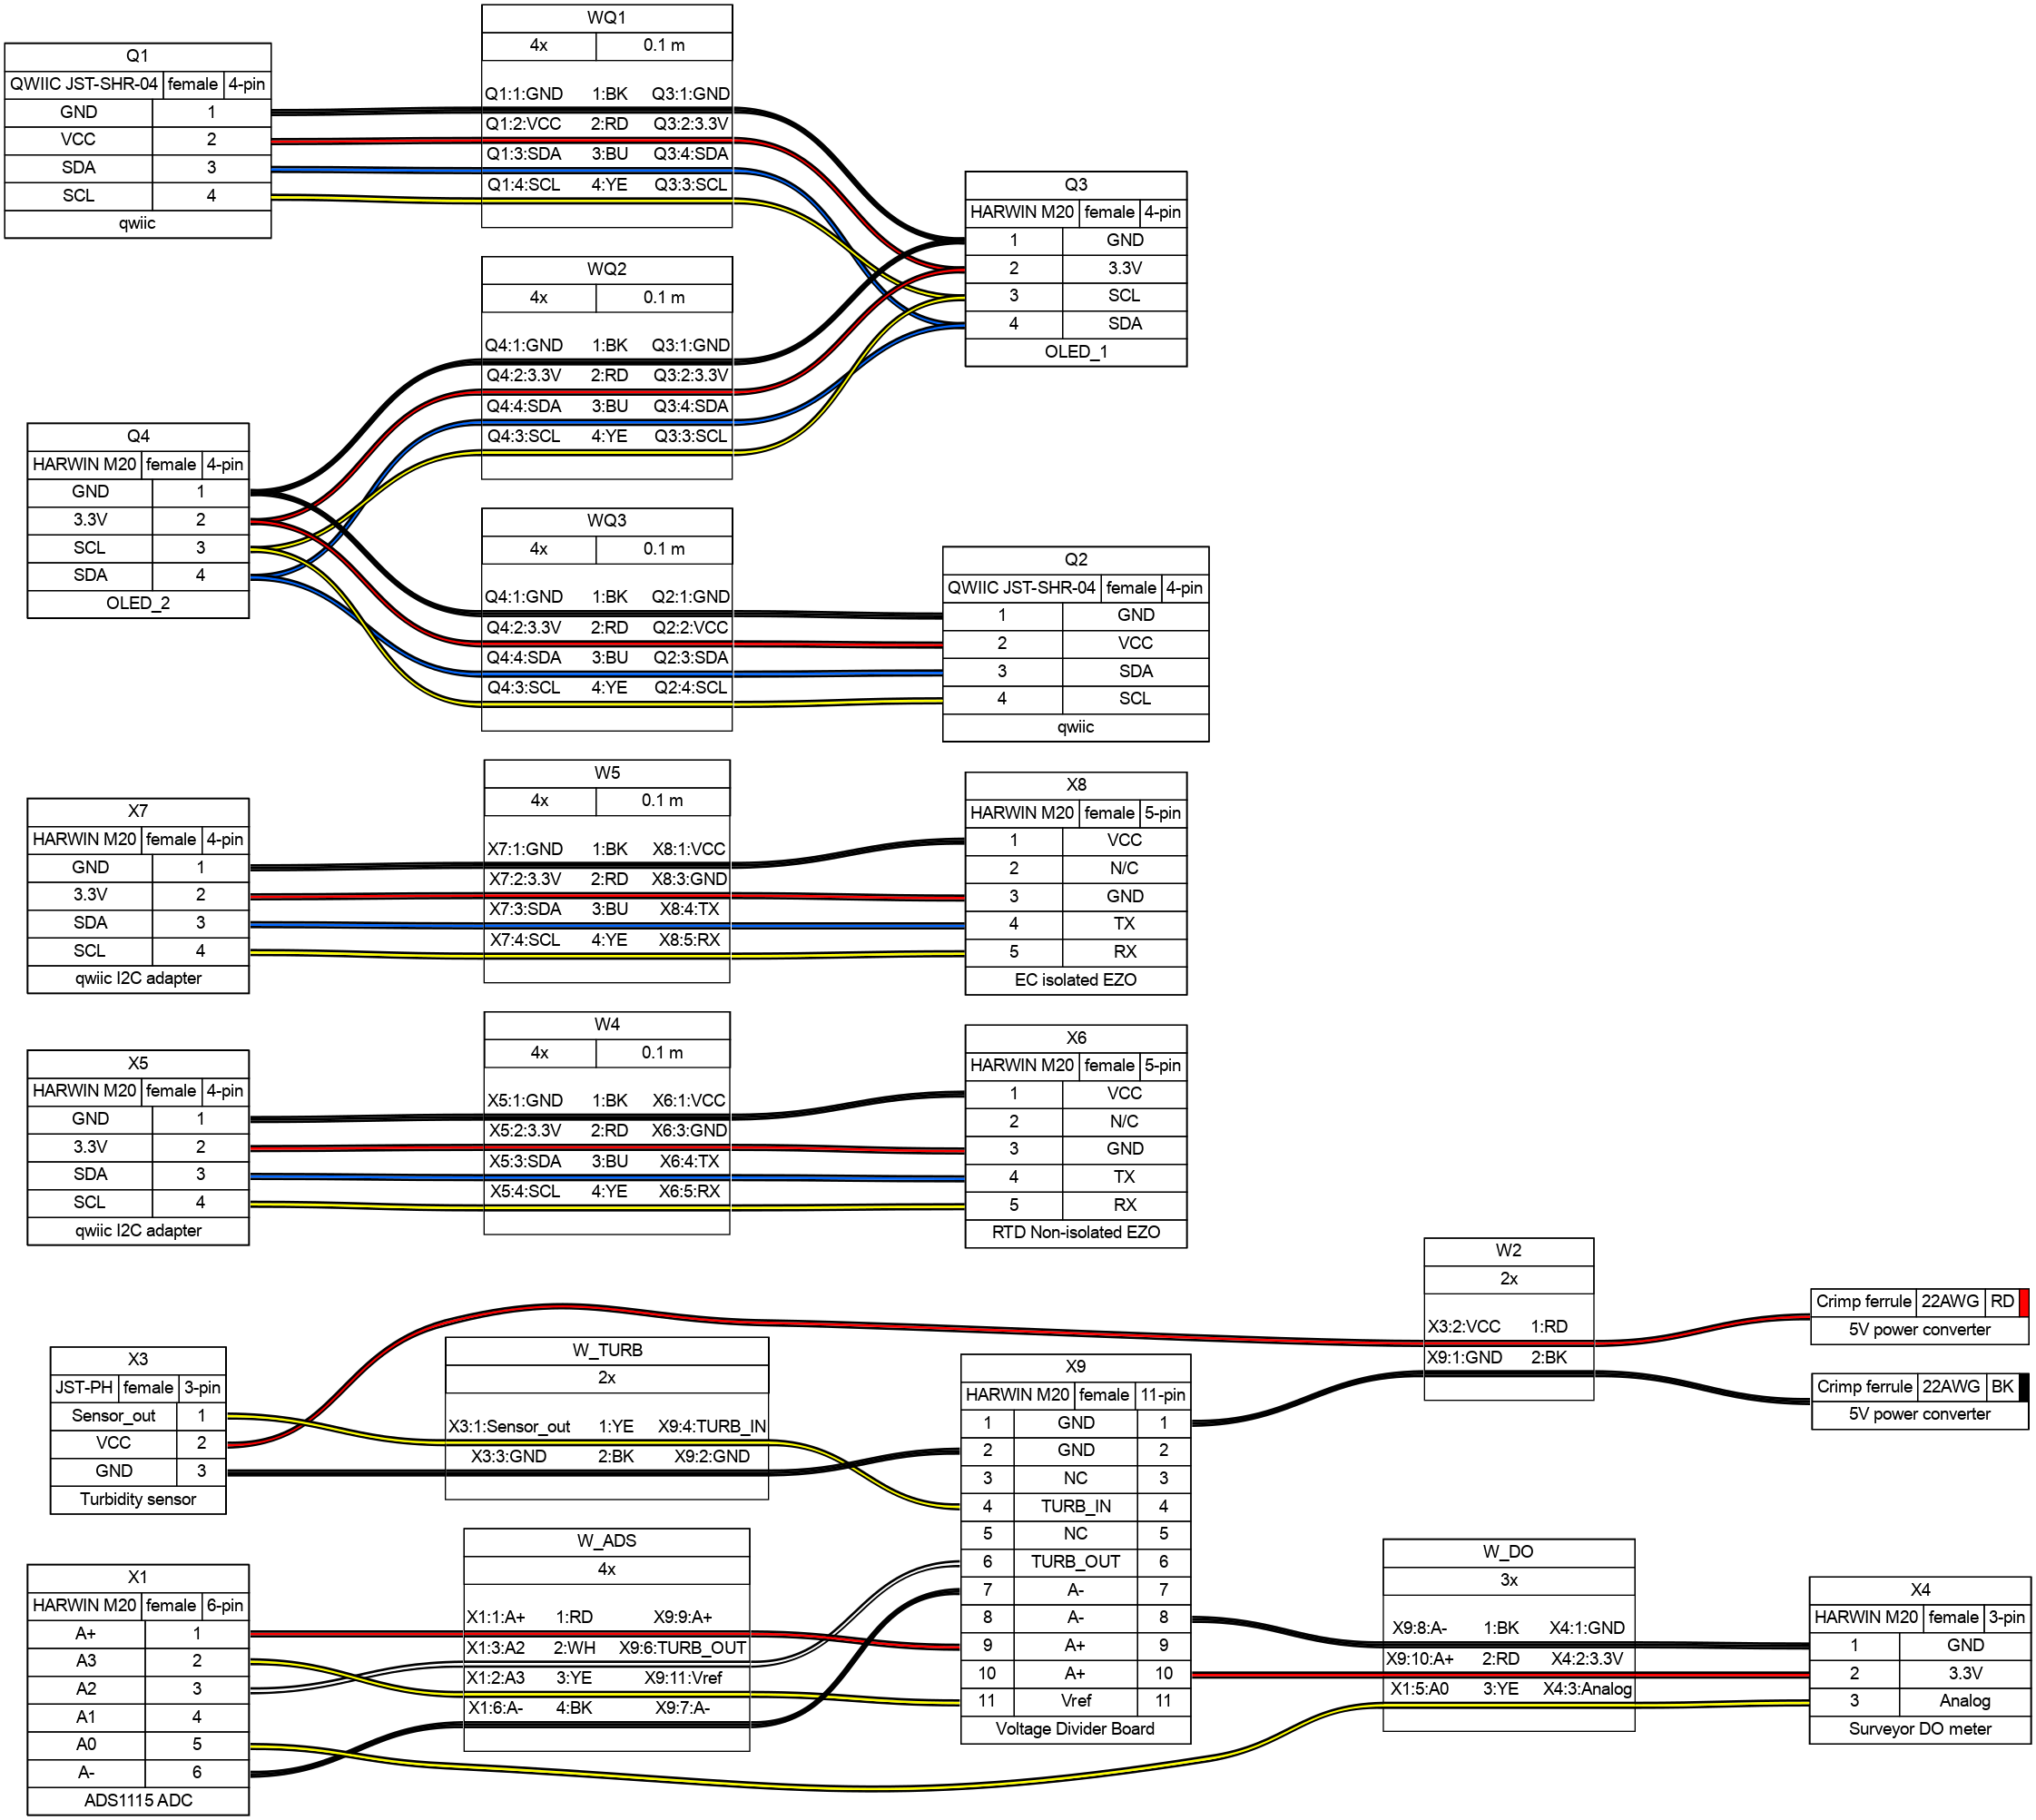 WQ1
4x 0.1 m
Q1:1:GND 1:BK Q3:1:GND
Q1:2:VCC 2:RD Q3:2:3.3V
Q1:3:SDA 3:BU Q3:4:SDA
Q1:4:SCL 4:YE Q3:3:SCL
Q1
QWIIC JST-SHR-04 female 4-pin
GND 1
VCC 2
SDA 3
SCL 4
qwiic
Q3
HARWIN M20 female 4-pin
1 GND
2 3.3V
3 SCL
4 SDA
OLED_1
WQ2
4x 0.1 m
Q4:1:GND 1:BK Q3:1:GND
Q4:2:3.3V 2:RD Q3:2:3.3V
Q4:4:SDA 3:BU Q3:4:SDA
Q4:3:SCL 4:YE Q3:3:SCL
Q4
HARWIN M20 female 4-pin
GND 1
3.3V 2
SCL 3
SDA 4
OLED_2
WQ3
4x 0.1 m
Q4:1:GND 1:BK Q2:1:GND
Q4:2:3.3V 2:RD Q2:2:VCC
Q4:4:SDA 3:BU Q2:3:SDA
Q4:3:SCL 4:YE Q2:4:SCL
Q2
QWIIC JST-SHR-04 female 4-pin
1 GND
2 VCC
3 SDA
4 SCL
qwiic
X7
HARWIN M20 female 4-pin
GND 1
3.3V 2
SDA 3
SCL 4
qwiic I2C adapter
W5
4x 0.1 m
X7:1:GND 1:BK X8:1:VCC
X7:2:3.3V 2:RD X8:3:GND
X7:3:SDA 3:BU X8:4:TX
X7:4:SCL 4:YE X8:5:RX
X8
HARWIN M20 female 5-pin
1 VCC
2 N/C
3 GND
4 TX
5 RX
EC isolated EZO
X5
HARWIN M20 female 4-pin
GND 1
3.3V 2
SDA 3
SCL 4
qwiic I2C adapter
W4
4x 0.1 m
X5:1:GND 1:BK X6:1:VCC
X5:2:3.3V 2:RD X6:3:GND
X5:3:SDA 3:BU X6:4:TX
X5:4:SCL 4:YE X6:5:RX
X6
HARWIN M20 female 5-pin
1 VCC
2 N/C
3 GND
4 TX
5 RX
RTD Non-isolated EZO
W2
2x
X3:2:VCC 1:RD
X9:1:GND 2:BK
Crimp ferrule 22AWG RD
5V power converter
Crimp ferrule 22AWG BK
5V power converter
X3
JST-PH female 3-pin
Sensor_out 1
VCC 2
GND 3
Turbidity sensor
W_TURB
2x
X3:1:Sensor_out 1:YE X9:4:TURB_IN
X3:3:GND 2:BK X9:2:GND
X9
HARWIN M20 female 11-pin
1 GND 1
2 GND 2
3 NC 3
4 TURB_IN 4
5 NC 5
6 TURB_OUT 6
7 A- 7
8 A- 8
9 A+ 9
10 A+ 10
11 Vref 11
Voltage Divider Board
X1
HARWIN M20 female 6-pin
A+ 1
A3 2
A2 3
A1 4
A0 5
A- 6
ADS1115 ADC
W_ADS
4x
X1:1:A+ 1:RD X9:9:A+
X1:3:A2 2:WH X9:6:TURB_OUT
X1:2:A3 3:YE X9:11:Vref
X1:6:A- 4:BK X9:7:A-
W_DO
3x
X9:8:A- 1:BK X4:1:GND
X9:10:A+ 2:RD X4:2:3.3V
X1:5:A0 3:YE X4:3:Analog
X4
HARWIN M20 female 3-pin
1 GND
2 3.3V
3 Analog
Surveyor DO meter